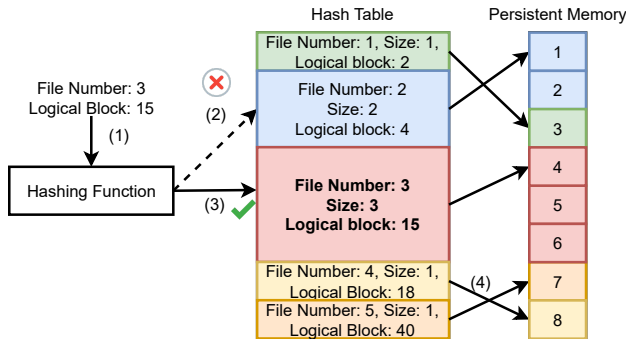 Hash Table
Persistent Memory
File Number: 1, Size: 1,
Logical block: 2
File Number: 3
Logical Block: 15
(1)
(2)
File Number: 2
Size: 2
Logical block: 4
Hashing Function
(3)
File Number: 3
Size: 3
Logical block: 15
File Number: 4, Size: 1,
Logical Block: 18
(4)
File Number: 5, Size: 1,
Logical Block: 40
1
2
3
4
5
6
7
8